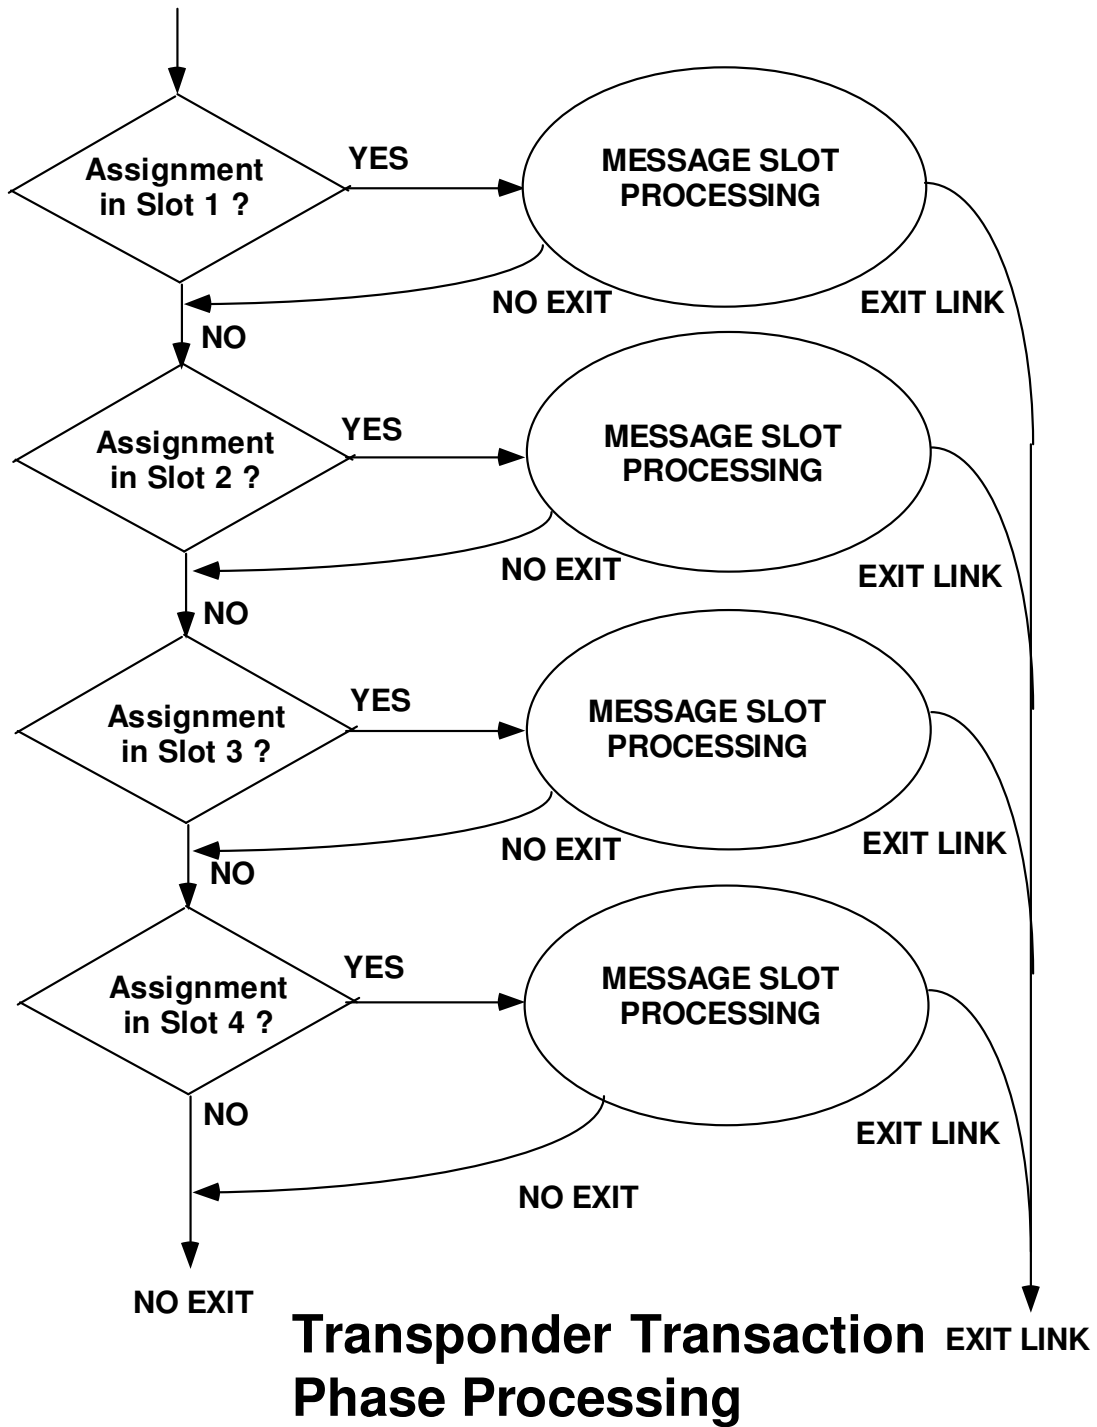 YES
Assignment
in Slot 1 ?
MESSAGE SLOT
PROCESSING
NO EXIT
EXIT LINK
NO
YES
Assignment
in Slot 2 ?
MESSAGE SLOT
PROCESSING
NO EXIT
EXIT LINK
NO
YES
Assignment
in Slot 3 ?
MESSAGE SLOT
PROCESSING
NO EXIT
EXIT LINK
NO
YES
Assignment
in Slot 4 ?
MESSAGE SLOT
PROCESSING
NO
EXIT LINK
NO EXIT
NO EXIT
Transponder Transaction
Phase Processing
EXIT LINK